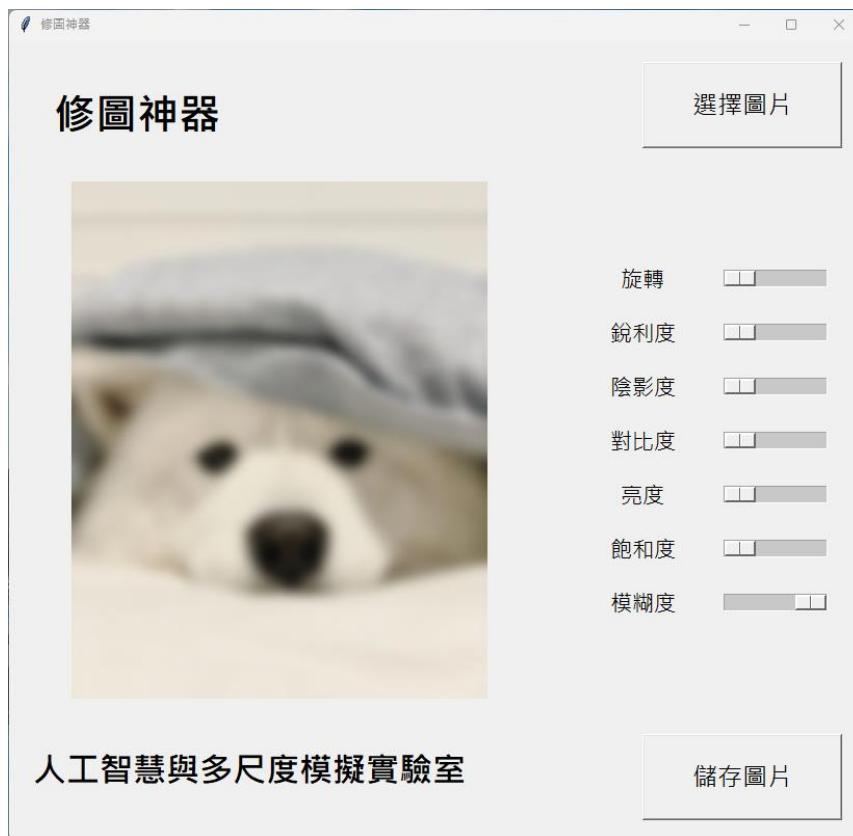 修圖神器
修圖神器
選擇圖片
旋轉
銳利度
陰影度
對比度
亮度
飽和度
模糊度
人工智慧與多尺度模擬實驗室
儲存圖片